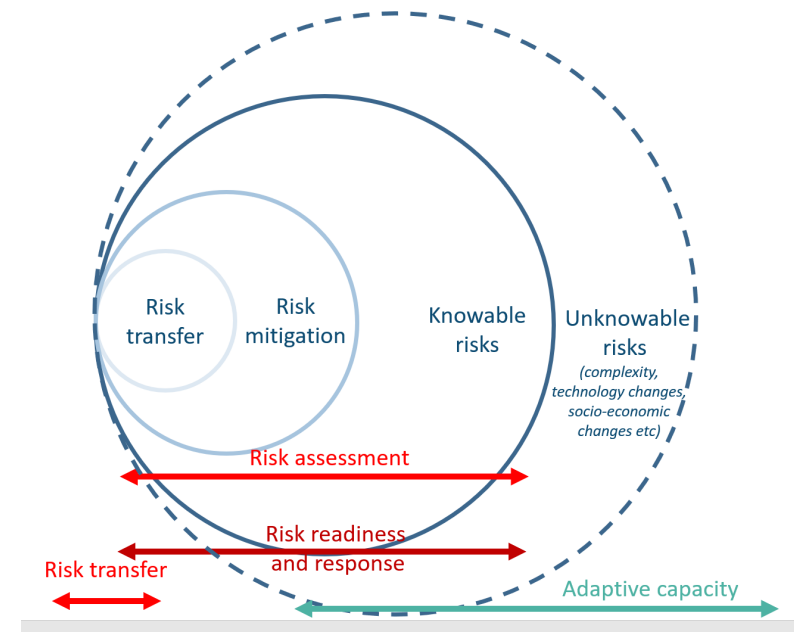 Risk
transfer
Risk
mitigation
Knowable
risks
Unknowable
risks
(complexity,
technology changes,
socio-economic
changes etc)
Risk assessment
Risk readiness
and response
Risk transfer
Adaptive capacity